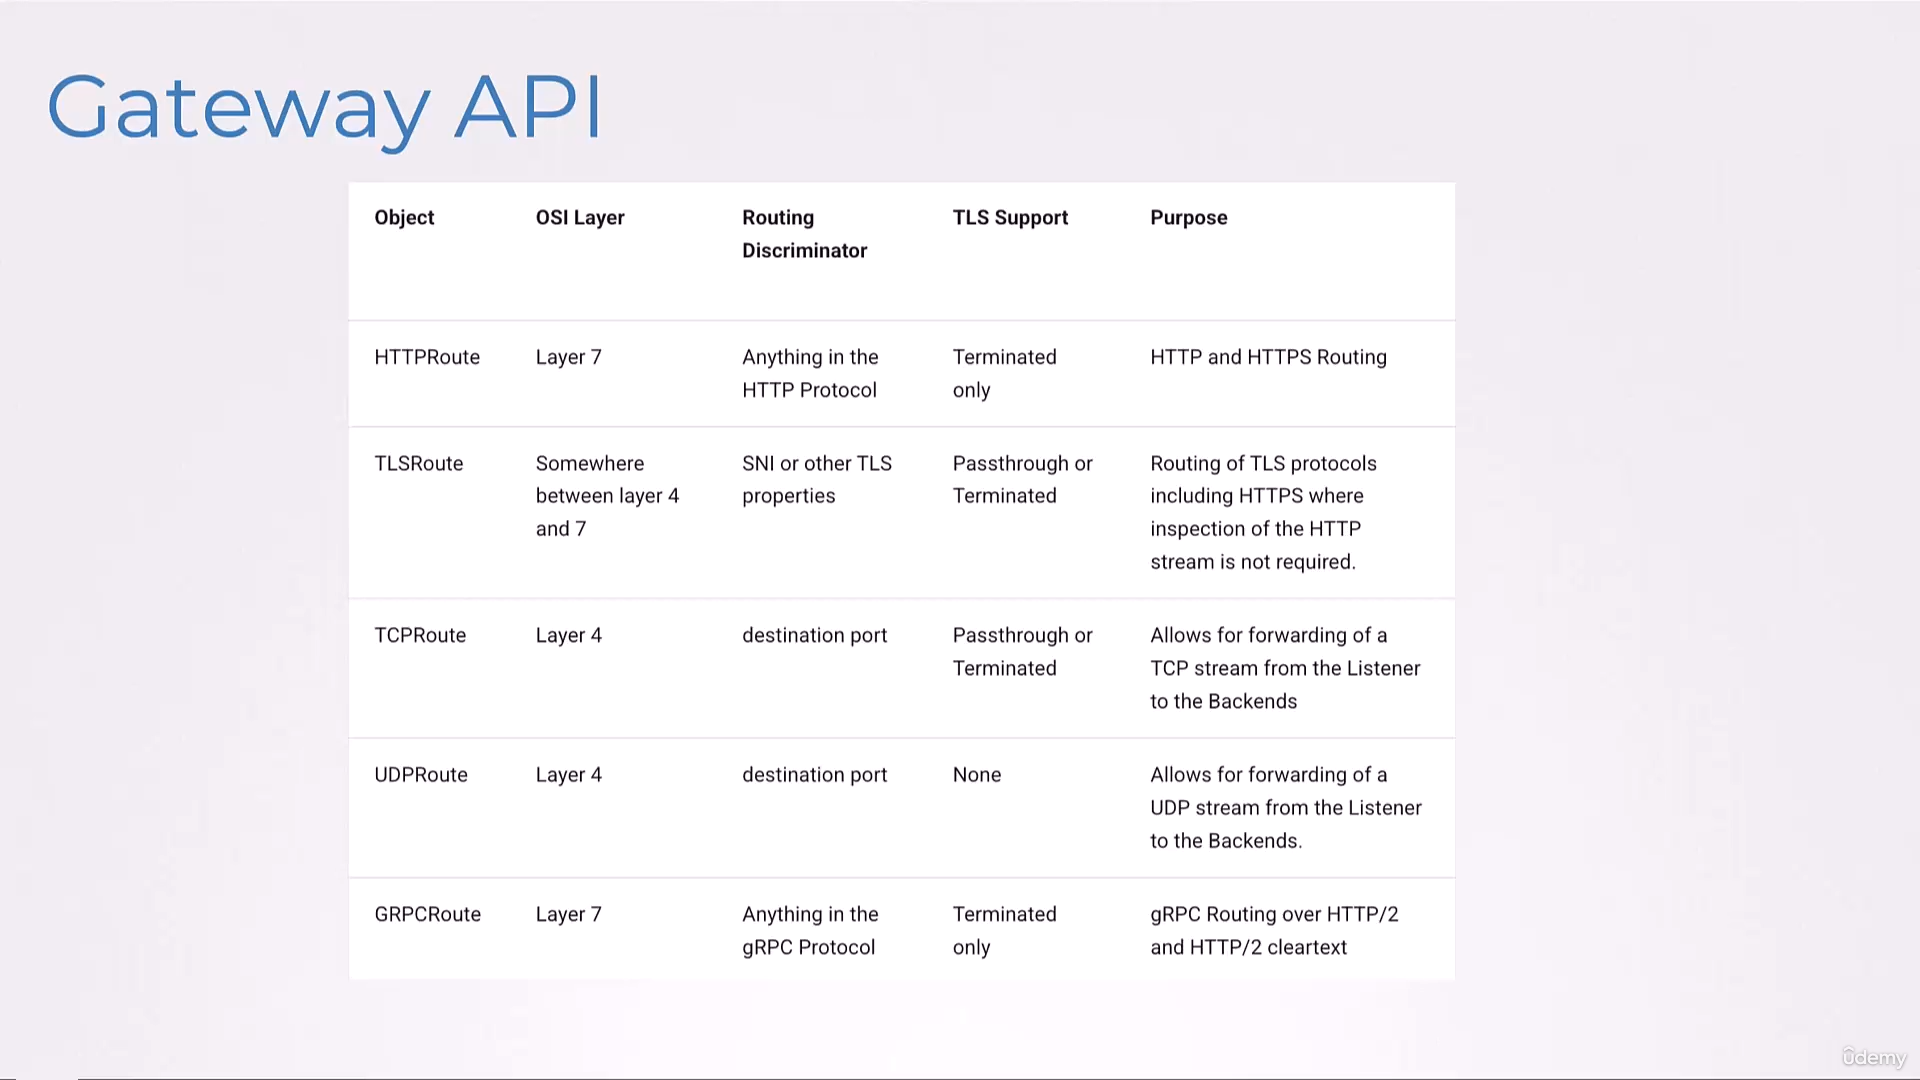 Gateway API
Object OSI Layer Routing Discriminator TLS Support Purpose
HTTPRoute Layer 7 Anything in the HTTP Protocol Terminated only HTTP and HTTPS Routing
TLSRoute Somewhere between layer 4 and 7 SNI or other TLS properties Passthrough or Terminated Routing of TLS protocols including HTTPS where inspection of the HTTP stream is not required.
TCPRoute Layer 4 destination port Passthrough or Terminated Allows for forwarding of a TCP stream from the Listener to the Backends
UDPRoute Layer 4 destination port None Allows for forwarding of a UDP stream from the Listener to the Backends.
GRPCRoute Layer 7 Anything in the gRPC Protocol Terminated only gRPC Routing over HTTP/2 and HTTP/2 cleartext
ûdemy